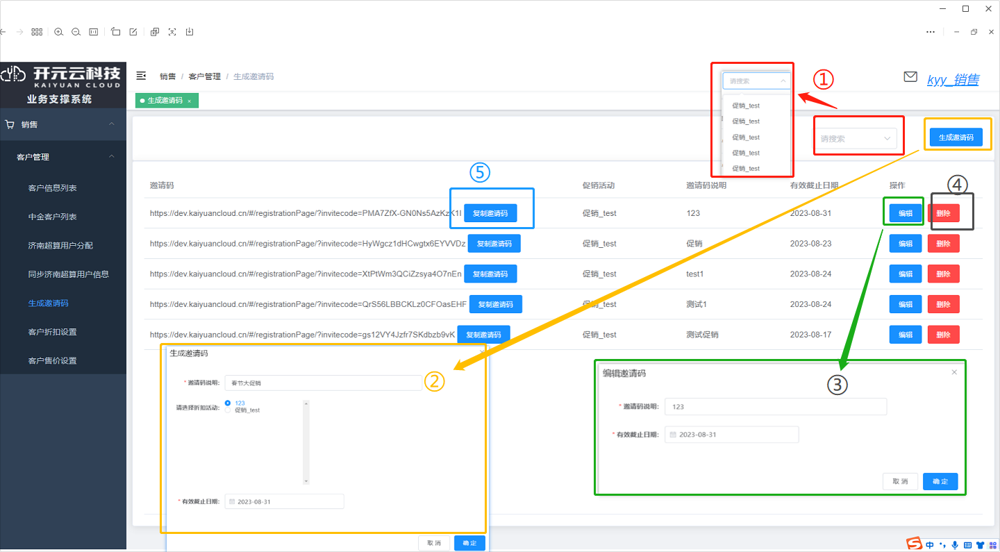 开元云科技
KAIYUAN CLOUD
业务支撑系统
销售
客户管理
客户信息列表
中金客户列表
济南超算用户分配
同步济南超算用户信息
生成邀请码
客户折扣设置
客户售价设置
销售 / 客户管理 / 生成邀请码
kyy_销售
生成邀请码 ×
请搜索
促销_test
促销_test
促销_test
促销_test
促销_test
①
请搜索
生成邀请码
⑤
④
邀请码 促销活动 邀请码说明 有效截止日期 操作
https://dev.kaiyuancloud.cn/#/registrationPage/?invitecode=PMA7ZfX-GN0Ns5AzKzK1I 复制邀请码 促销_test 123 2023-08-31 编辑 删除
https://dev.kaiyuancloud.cn/#/registrationPage/?invitecode=HyWgcz1dHCwgtx6EYVVDz 复制邀请码 促销_test 促销 2023-08-23 编辑 删除
https://dev.kaiyuancloud.cn/#/registrationPage/?invitecode=XtPtWm3QCiZzsya4O7nEn 复制邀请码 促销_test test1 2023-08-24 编辑 删除
https://dev.kaiyuancloud.cn/#/registrationPage/?invitecode=QrS56LBBCKLz0CFOasEHF 复制邀请码 促销_test 测试1 2023-08-24 编辑 删除
https://dev.kaiyuancloud.cn/#/registrationPage/?invitecode=gs12VY4Jzfr7SKdbzb9vK 复制邀请码 促销_test 测试促销 2023-08-17 编辑 删除
生成邀请码
②
* 邀请码说明: 春节大促销
请选择折扣活动: 123
促销_test
* 有效截止日期: 2023-08-31
取消 确定
编辑邀请码
③
* 邀请码说明: 123
* 有效截止日期: 2023-08-31
取消 确定
S 中